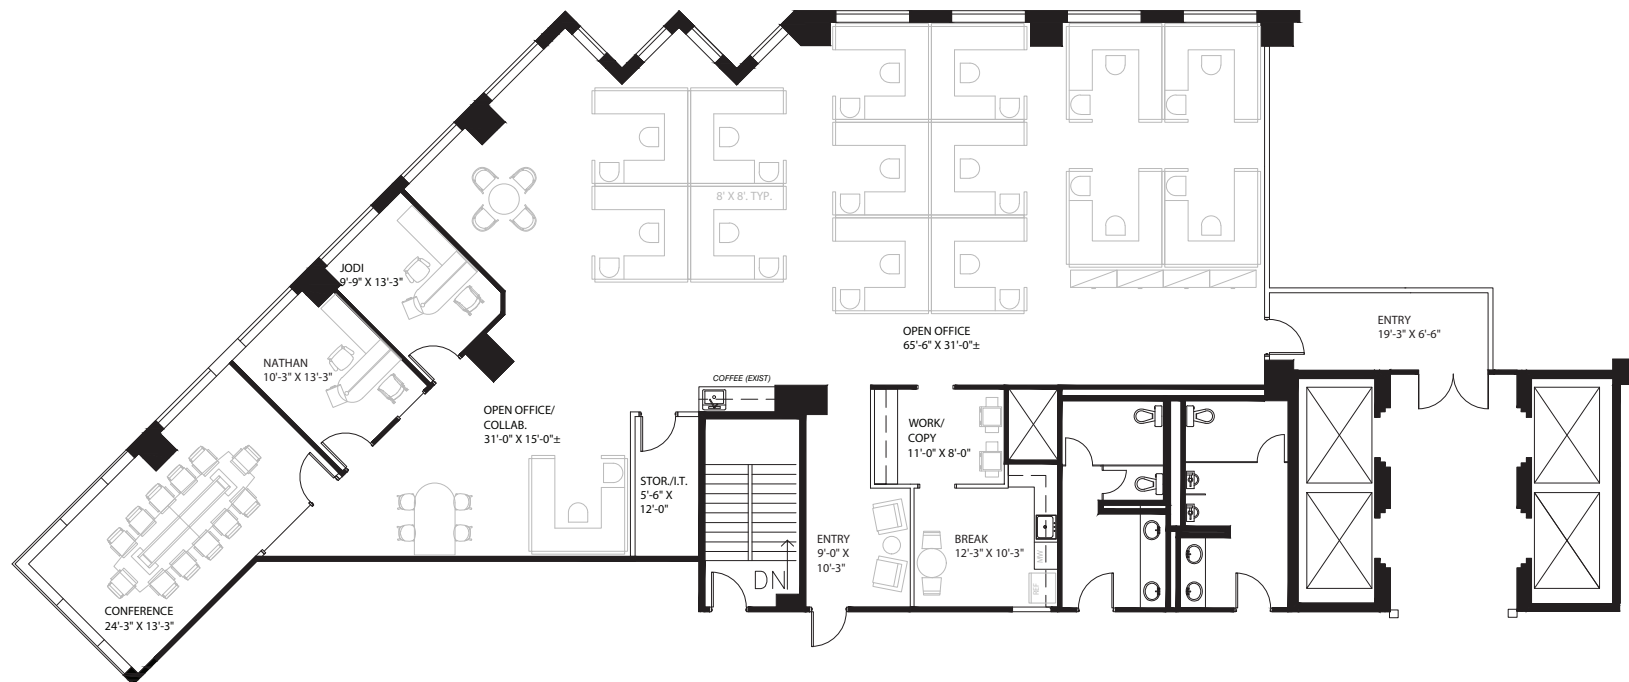 8' X 8'. TYP.
JODI
9'-9" X 13'-3"
NATHAN
10'-3" X 13'-3"
OPEN OFFICE
65'-6" X 31'-0"±
ENTRY
19'-3" X 6'-6"
COFFEE (EXIST)
OPEN OFFICE/
COLLAB.
31'-0" X 15'-0"±
WORK/
COPY
11'-0" X 8'-0"
STOR./I.T.
5'-6" X
12'-0"
ENTRY
9'-0" X
10'-3"
BREAK
12'-3" X 10'-3"
MW
REF
DN
CONFERENCE
24'-3" X 13'-3"